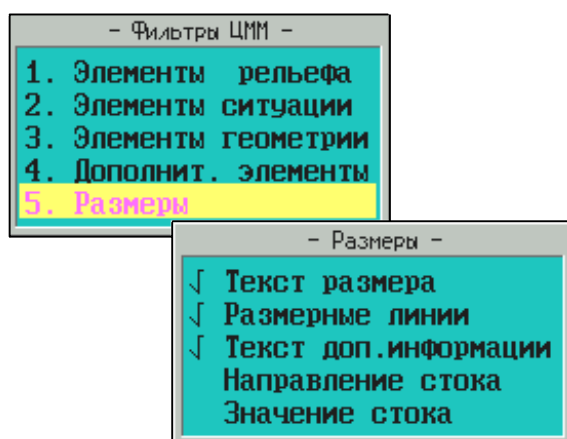 - Фильтры ЦММ -
1. Элементы рельефа
2. Элементы ситуации
3. Элементы геометрии
4. Дополнит. элементы
5. Размеры
- Размеры -
√ Текст размера
√ Размерные линии
√ Текст доп.информации
Направление стока
Значение стока